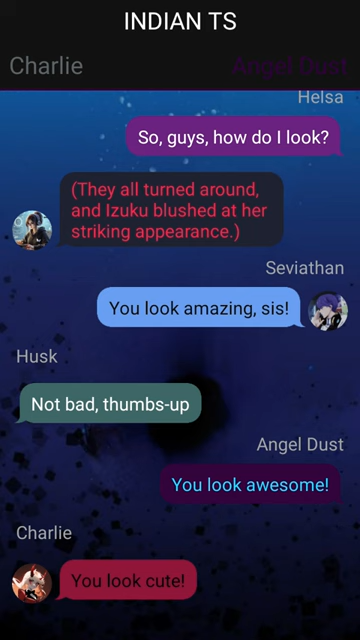 INDIAN TS
Charlie
Angel Dust
Helsa
So, guys, how do I look?
(They all turned around,
and Izuku blushed at her
striking appearance.)
Seviathan
You look amazing, sis!
Husk
Not bad, thumbs-up
Angel Dust
You look awesome!
Charlie
You look cute!